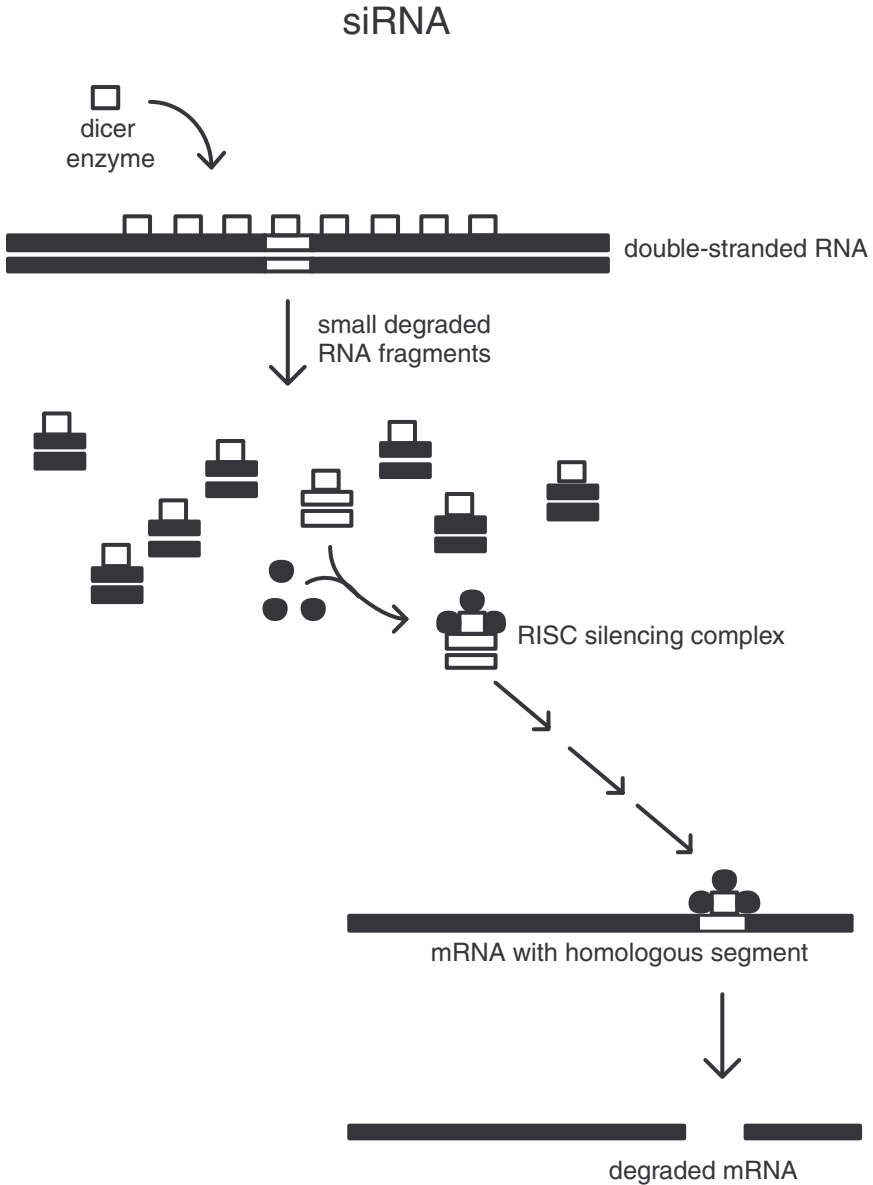 siRNA
dicer
enzyme
double-stranded RNA
small degraded
RNA fragments
RISC silencing complex
mRNA with homologous segment
degraded mRNA